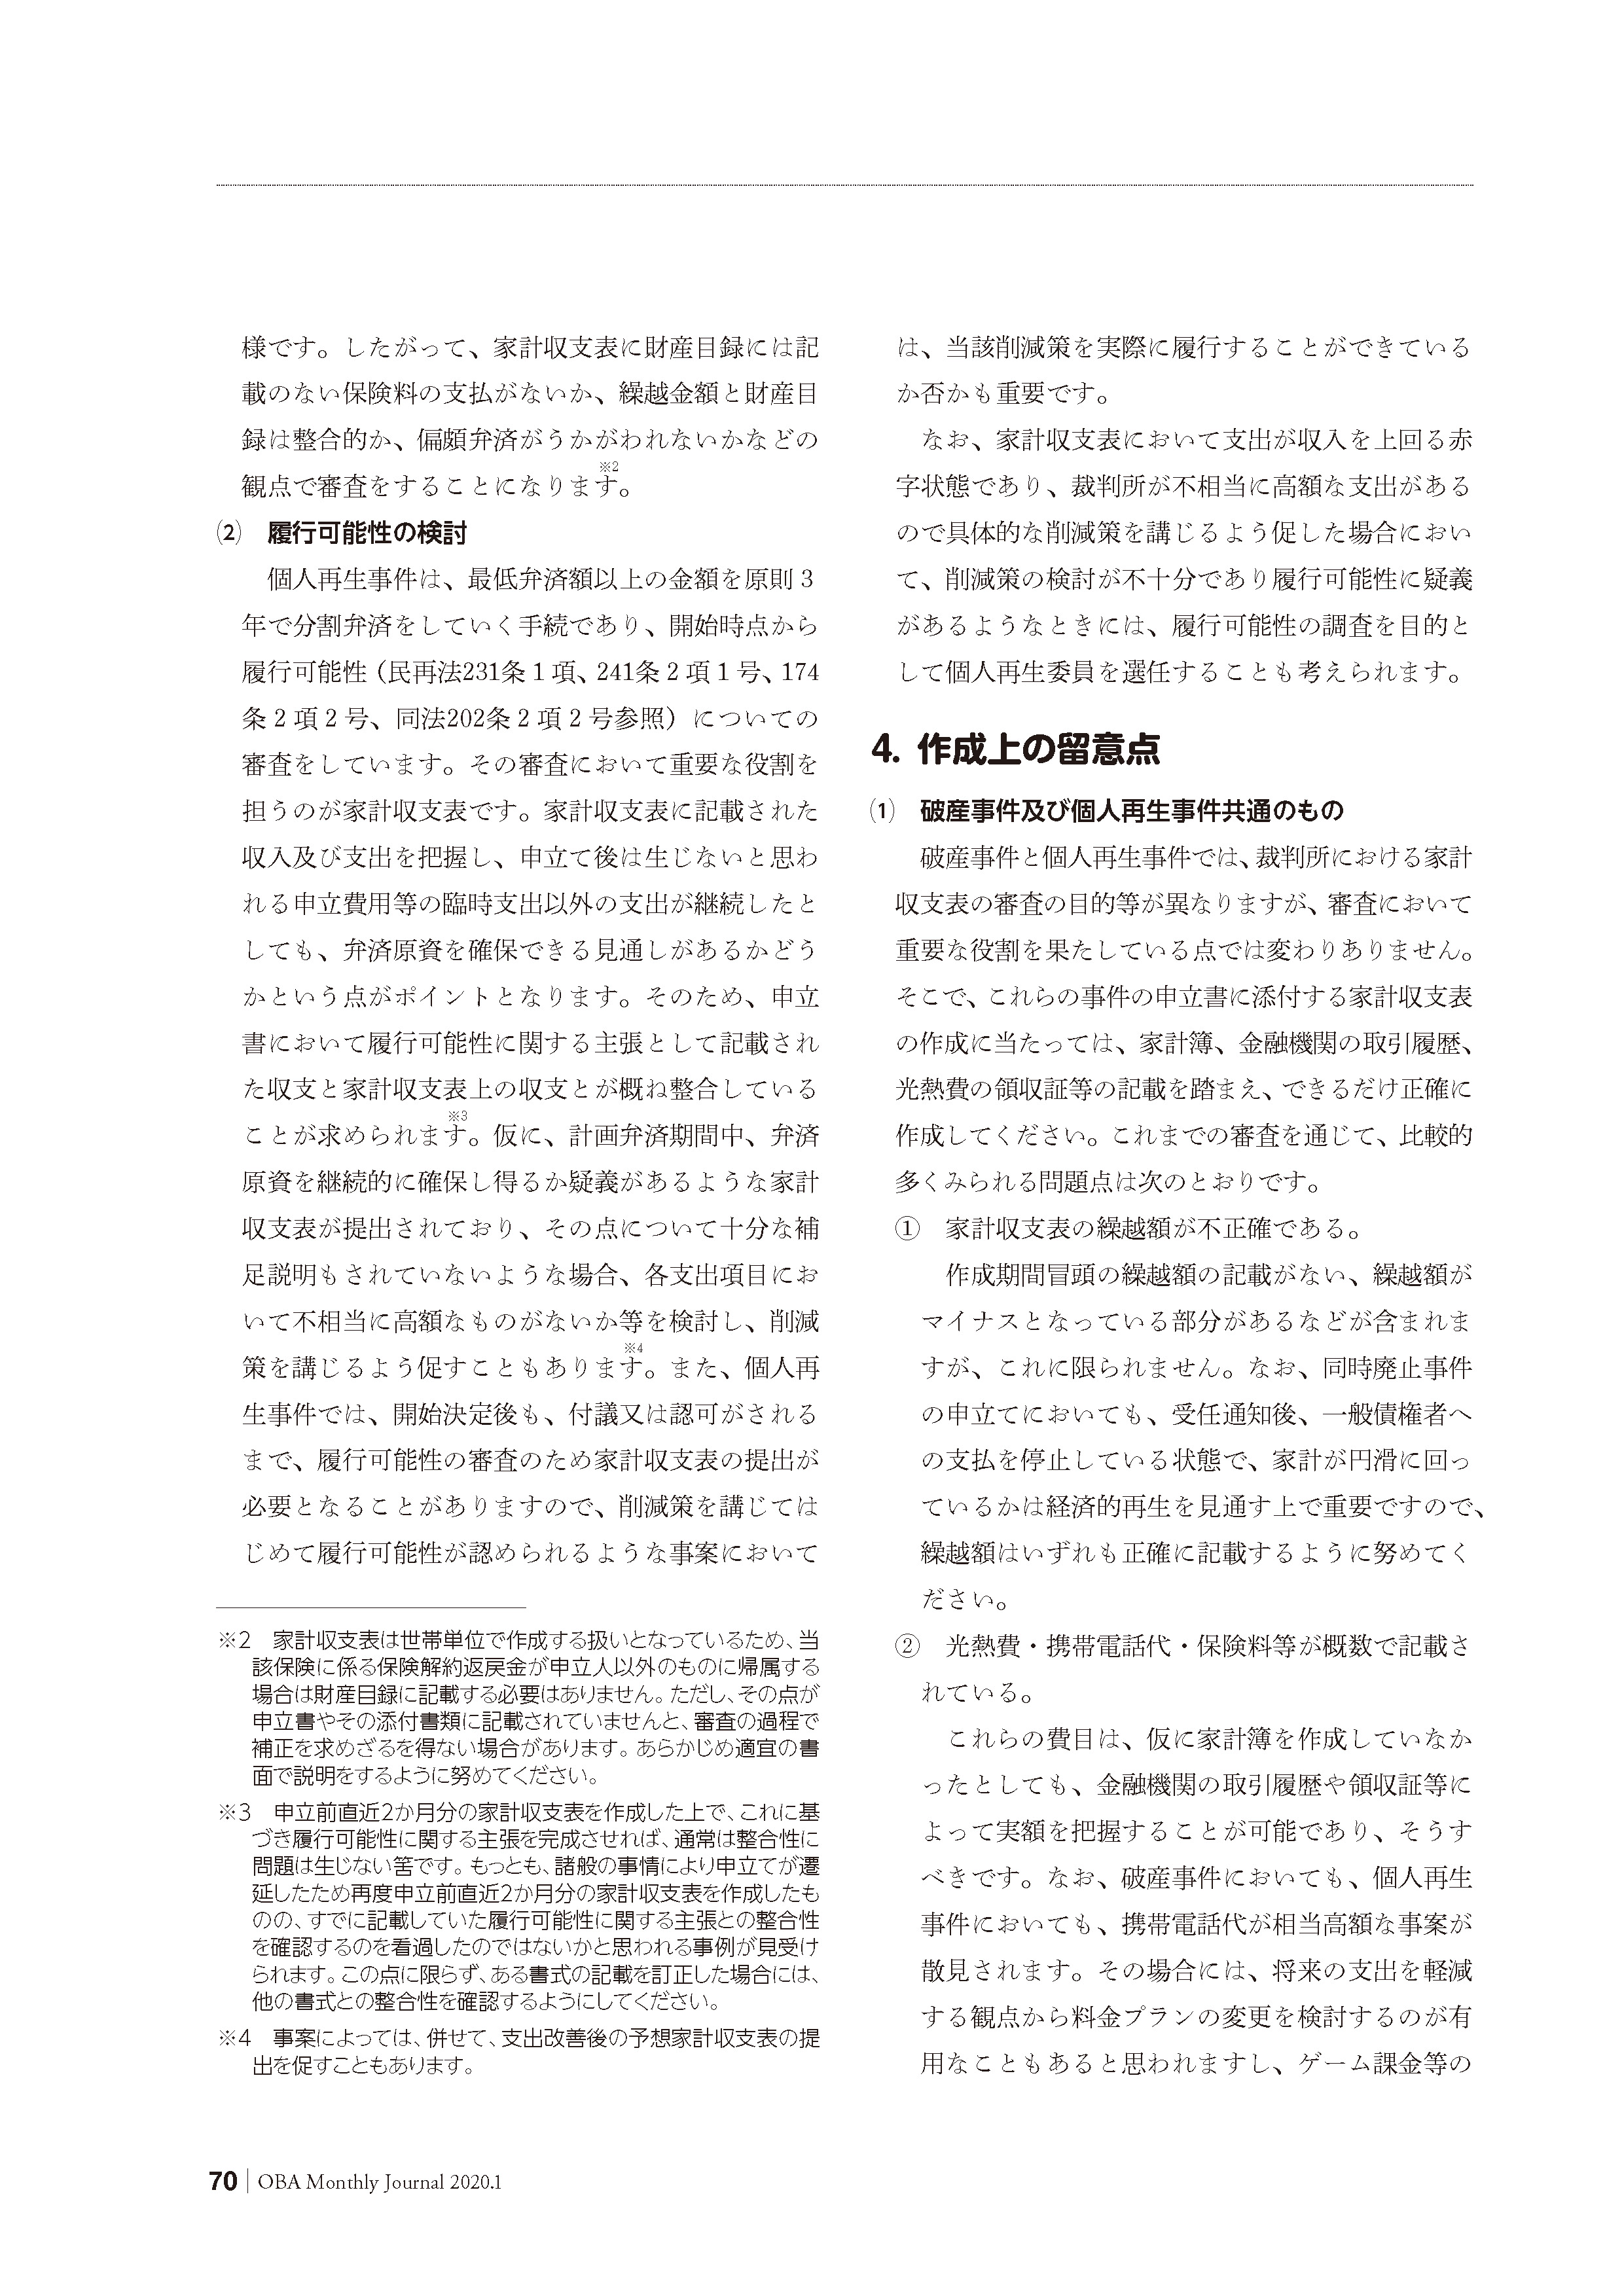 様です。したがって、家計収支表に財産目録には記
載のない保険料の支払がないか、繰越金額と財産目
録は整合的か、偏頗弁済がうかがわれないかなどの
観点で審査をすることになります※2。
⑵　履行可能性の検討
個人再生事件は、最低弁済額以上の金額を原則３
年で分割弁済をしていく手続であり、開始時点から
履行可能性（民再法231条１項、241条２項１号、174
条２項２号、同法202条２項２号参照）についての
審査をしています。その審査において重要な役割を
担うのが家計収支表です。家計収支表に記載された
収入及び支出を把握し、申立て後は生じないと思わ
れる申立費用等の臨時支出以外の支出が継続したと
しても、弁済原資を確保できる見通しがあるかどう
かという点がポイントとなります。そのため、申立
書において履行可能性に関する主張として記載され
た収支と家計収支表上の収支とが概ね整合している
ことが求められます※3。仮に、計画弁済期間中、弁済
原資を継続的に確保し得るか疑義があるような家計
収支表が提出されており、その点について十分な補
足説明もされていないような場合、各支出項目にお
いて不相当に高額なものがないか等を検討し、削減
策を講じるよう促すこともあります※4。また、個人再
生事件では、開始決定後も、付議又は認可がされる
まで、履行可能性の審査のため家計収支表の提出が
必要となることがありますので、削減策を講じては
じめて履行可能性が認められるような事案において
※2　家計収支表は世帯単位で作成する扱いとなっているため、当
該保険に係る保険解約返戻金が申立人以外のものに帰属する
場合は財産目録に記載する必要はありません。ただし、その点が
申立書やその添付書類に記載されていませんと、審査の過程で
補正を求めざるを得ない場合があります。あらかじめ適宜の書
面で説明をするように努めてください。
※3　申立前直近2か月分の家計収支表を作成した上で、これに基
づき履行可能性に関する主張を完成させれば、通常は整合性に
問題は生じない筈です。もっとも、諸般の事情により申立てが遷
延したため再度申立前直近2か月分の家計収支表を作成したも
のの、すでに記載していた履行可能性に関する主張との整合性
を確認するのを看過したのではないかと思われる事例が見受け
られます。この点に限らず、ある書式の記載を訂正した場合には、
他の書式との整合性を確認するようにしてください。
※4　事案によっては、併せて、支出改善後の予想家計収支表の提
出を促すこともあります。
は、当該削減策を実際に履行することができている
か否かも重要です。
なお、家計収支表において支出が収入を上回る赤
字状態であり、裁判所が不相当に高額な支出がある
ので具体的な削減策を講じるよう促した場合におい
て、削減策の検討が不十分であり履行可能性に疑義
があるようなときには、履行可能性の調査を目的と
して個人再生委員を選任することも考えられます。
4. 作成上の留意点
⑴　破産事件及び個人再生事件共通のもの
破産事件と個人再生事件では、裁判所における家計
収支表の審査の目的等が異なりますが、審査において
重要な役割を果たしている点では変わりありません。
そこで、これらの事件の申立書に添付する家計収支表
の作成に当たっては、家計簿、金融機関の取引履歴、
光熱費の領収証等の記載を踏まえ、できるだけ正確に
作成してください。これまでの審査を通じて、比較的
多くみられる問題点は次のとおりです。
①　家計収支表の繰越額が不正確である。
作成期間冒頭の繰越額の記載がない、繰越額が
マイナスとなっている部分があるなどが含まれま
すが、これに限られません。なお、同時廃止事件
の申立てにおいても、受任通知後、一般債権者へ
の支払を停止している状態で、家計が円滑に回っ
ているかは経済的再生を見通す上で重要ですので、
繰越額はいずれも正確に記載するように努めてく
ださい。
②　光熱費・携帯電話代・保険料等が概数で記載さ
れている。
これらの費目は、仮に家計簿を作成していなか
ったとしても、金融機関の取引履歴や領収証等に
よって実額を把握することが可能であり、そうす
べきです。なお、破産事件においても、個人再生
事件においても、携帯電話代が相当高額な事案が
散見されます。その場合には、将来の支出を軽減
する観点から料金プランの変更を検討するのが有
用なこともあると思われますし、ゲーム課金等の
70 | OBA Monthly Journal 2020.1